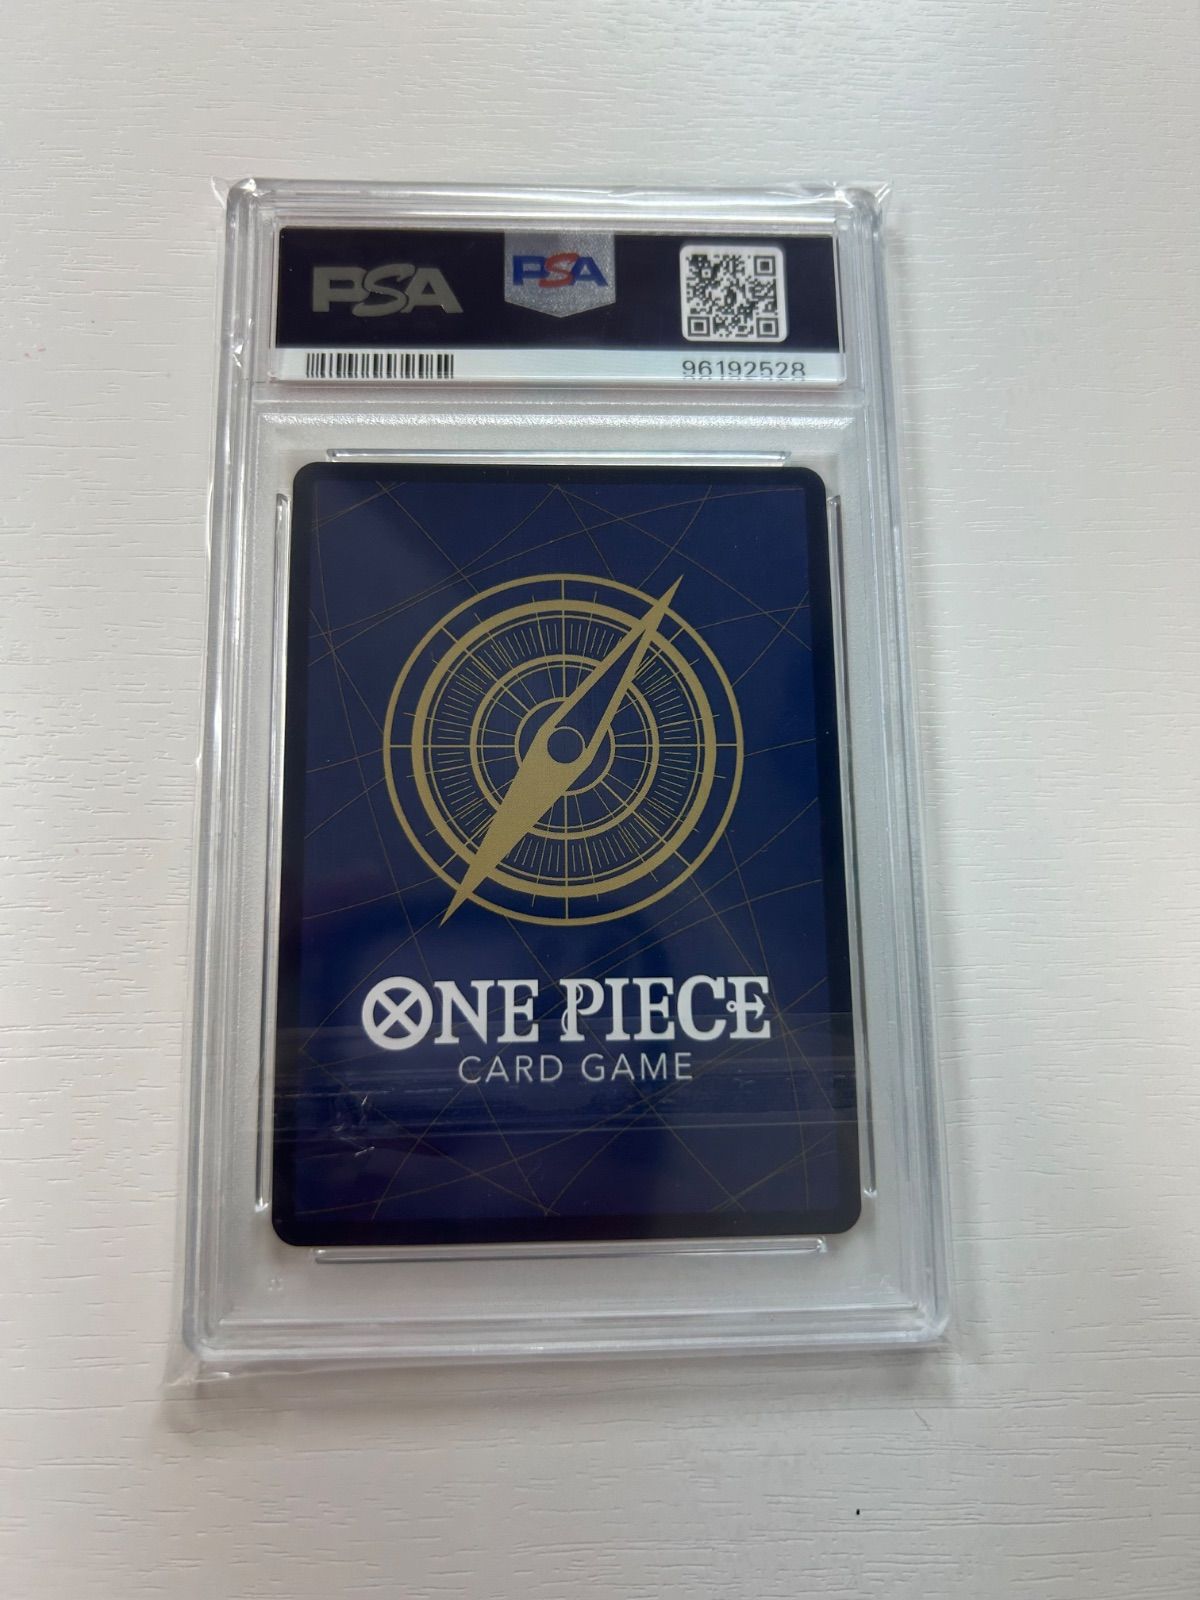 PSA
PSA
96192528
ONE PIECE
CARD GAME